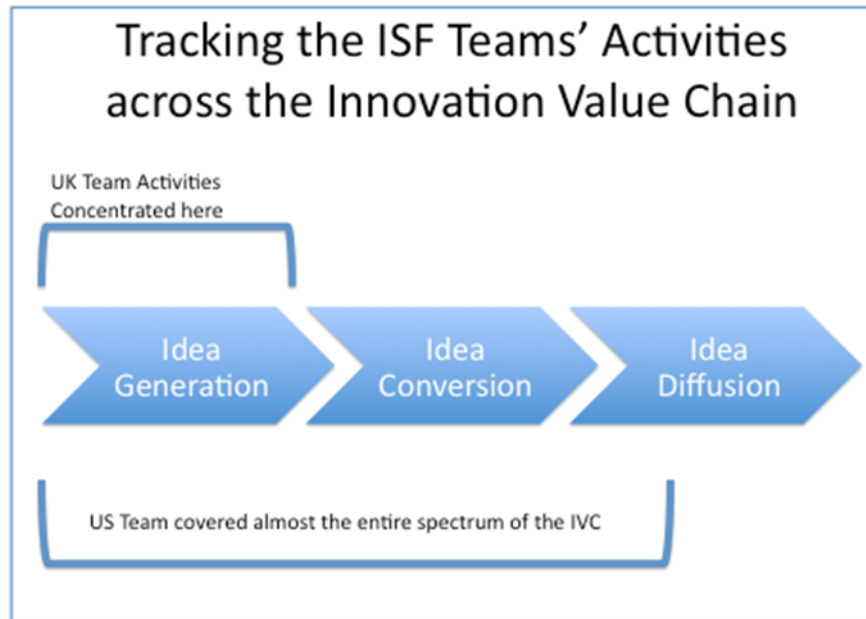 Tracking the ISF Teams’ Activities
across the Innovation Value Chain
UK Team Activities
Concentrated here
Idea
Generation
Idea
Conversion
Idea
Diffusion
US Team covered almost the entire spectrum of the IVC